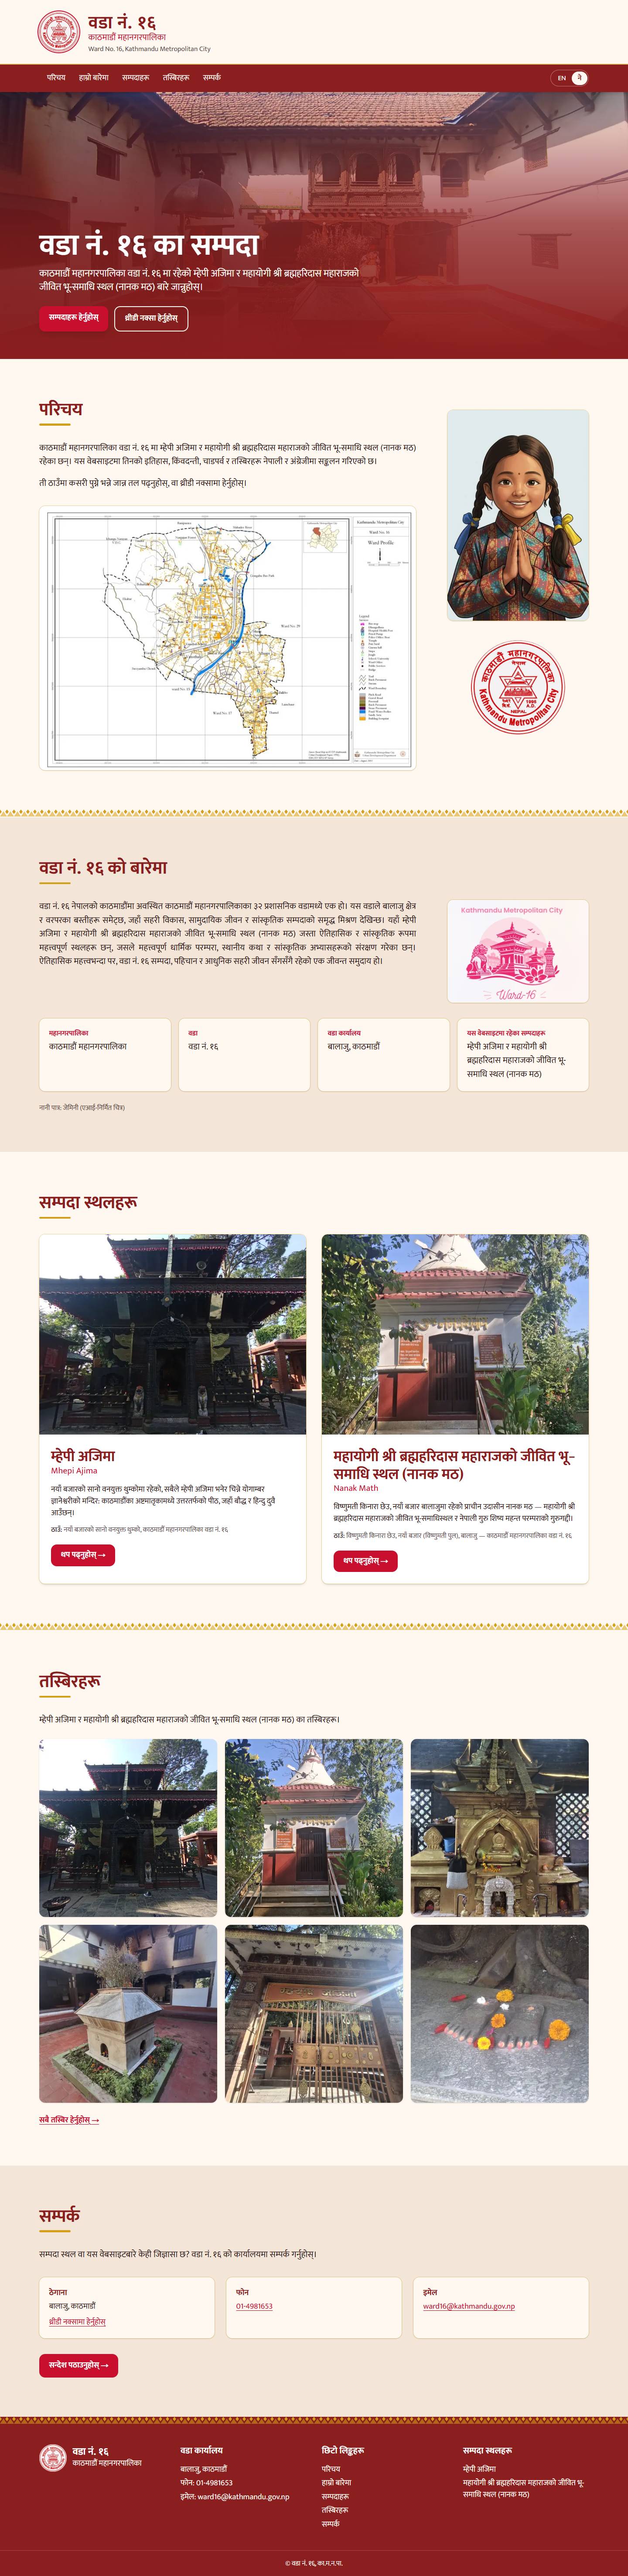 वडा नं. १६
काठमाडौं महानगरपालिका
Ward No. 16, Kathmandu Metropolitan City
परिचय हाम्रो बारेमा सम्पदाहरू तस्बिरहरू सम्पर्क EN ने
वडा नं. १६ का सम्पदा
काठमाडौं महानगरपालिका वडा नं. १६ मा रहेको म्हेपी अजिमा र महायोगी श्री ब्रह्महरिदास महाराजको
जीवित भू-समाधि स्थल (नानक मठ) बारे जान्नुहोस्।
सम्पदाहरू हेर्नुहोस् थ्रीडी नक्सा हेर्नुहोस्
परिचय
काठमाडौं महानगरपालिका वडा नं. १६ मा म्हेपी अजिमा र महायोगी श्री ब्रह्महरिदास महाराजको जीवित भू-समाधि स्थल (नानक मठ)
रहेका छन्। यस वेबसाइटमा तिनको इतिहास, किंवदन्ती, चाडपर्व र तस्बिरहरू नेपाली र अंग्रेजीमा सङ्कलन गरिएको छ।
ती ठाउँमा कसरी पुग्ने भन्ने जान्न तल पढ्नुहोस्, वा थ्रीडी नक्सामा हेर्नुहोस्।
Kathmandu Metropolitan City
Ward No. 16
Ward Profile
काठमाडौं महानगरपालिका
नेपाल
NEPAL
Kathmandu Metropolitan City
वडा नं. १६ को बारेमा
वडा नं. १६ नेपालको काठमाडौंमा अवस्थित काठमाडौं महानगरपालिकाका ३२ प्रशासनिक वडामध्ये एक हो। यस वडाले बालाजु क्षेत्र
र वरपरका बस्तीहरू समेट्छ, जहाँ सहरी विकास, सामुदायिक जीवन र सांस्कृतिक सम्पदाको समृद्ध मिश्रण देखिन्छ। यहाँ म्हेपी
अजिमा र महायोगी श्री ब्रह्महरिदास महाराजको जीवित भू-समाधि स्थल (नानक मठ) जस्ता ऐतिहासिक र सांस्कृतिक रूपमा
महत्त्वपूर्ण स्थलहरू छन्, जसले महत्त्वपूर्ण धार्मिक परम्परा, स्थानीय कथा र सांस्कृतिक अभ्यासहरूको संरक्षण गरेका छन्।
ऐतिहासिक महत्त्वभन्दा पर, वडा नं. १६ सम्पदा, पहिचान र आधुनिक सहरी जीवन सँगसँगै रहेको एक जीवन्त समुदाय हो।
Kathmandu Metropolitan City
Ward-16
महानगरपालिका
काठमाडौं महानगरपालिका
वडा
वडा नं. १६
वडा कार्यालय
बालाजु, काठमाडौं
यस वेबसाइटमा रहेका सम्पदाहरू
म्हेपी अजिमा र महायोगी श्री
ब्रह्महरिदास महाराजको जीवित भू-
समाधि स्थल (नानक मठ)
नानी पात्र: जेमिनी (एआई-निर्मित चित्र)
सम्पदा स्थलहरू
म्हेपी अजिमा
Mhepi Ajima
नयाँ बजारको सानो वनयुक्त थुम्कोमा रहेको, सबैले म्हेपी अजिमा भनेर चिन्ने योगाम्बर
ज्ञानेश्वरीको मन्दिर: काठमाडौंका अष्टमातृकामध्ये उत्तरतर्फको पीठ, जहाँ बौद्ध र हिन्दु दुवै
आउँछन्।
ठाउँ: नयाँ बजारको सानो वनयुक्त थुम्को, काठमाडौं महानगरपालिका वडा नं. १६
थप पढ्नुहोस् →
महायोगी श्री ब्रह्महरिदास महाराजको जीवित भू-
समाधि स्थल (नानक मठ)
Nanak Math
विष्णुमती किनारा छेउ, नयाँ बजार बालाजुमा रहेको प्राचीन उदासीन नानक मठ — महायोगी श्री
ब्रह्महरिदास महाराजको जीवित भू-समाधिस्थल र नेपाली गुरु शिष्य महन्त परम्पराको गुरुगद्दी।
ठाउँ: विष्णुमती किनारा छेउ, नयाँ बजार (विष्णुमती पुल), बालाजु — काठमाडौं महानगरपालिका वडा नं. १६
थप पढ्नुहोस् →
तस्बिरहरू
म्हेपी अजिमा र महायोगी श्री ब्रह्महरिदास महाराजको जीवित भू-समाधि स्थल (नानक मठ) का तस्बिरहरू।
सबै तस्बिर हेर्नुहोस् →
सम्पर्क
सम्पदा स्थल वा यस वेबसाइटबारे केही जिज्ञासा छ? वडा नं. १६ को कार्यालयमा सम्पर्क गर्नुहोस्।
ठेगाना
बालाजु, काठमाडौं
थ्रीडी नक्सामा हेर्नुहोस्
फोन
01-4981653
इमेल
ward16@kathmandu.gov.np
सन्देश पठाउनुहोस् →
वडा नं. १६
काठमाडौं महानगरपालिका
वडा कार्यालय
बालाजु, काठमाडौं
फोन: 01-4981653
इमेल: ward16@kathmandu.gov.np
छिटो लिङ्कहरू
परिचय
हाम्रो बारेमा
सम्पदाहरू
तस्बिरहरू
सम्पर्क
सम्पदा स्थलहरू
म्हेपी अजिमा
महायोगी श्री ब्रह्महरिदास महाराजको जीवित भू-
समाधि स्थल (नानक मठ)
© वडा नं. १६, का.म.न.पा.